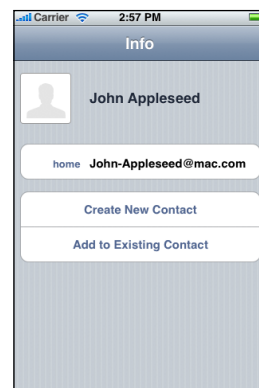 Carrier 2:57 PM
Info
John Appleseed
home John-Appleseed@mac.com
Create New Contact
Add to Existing Contact